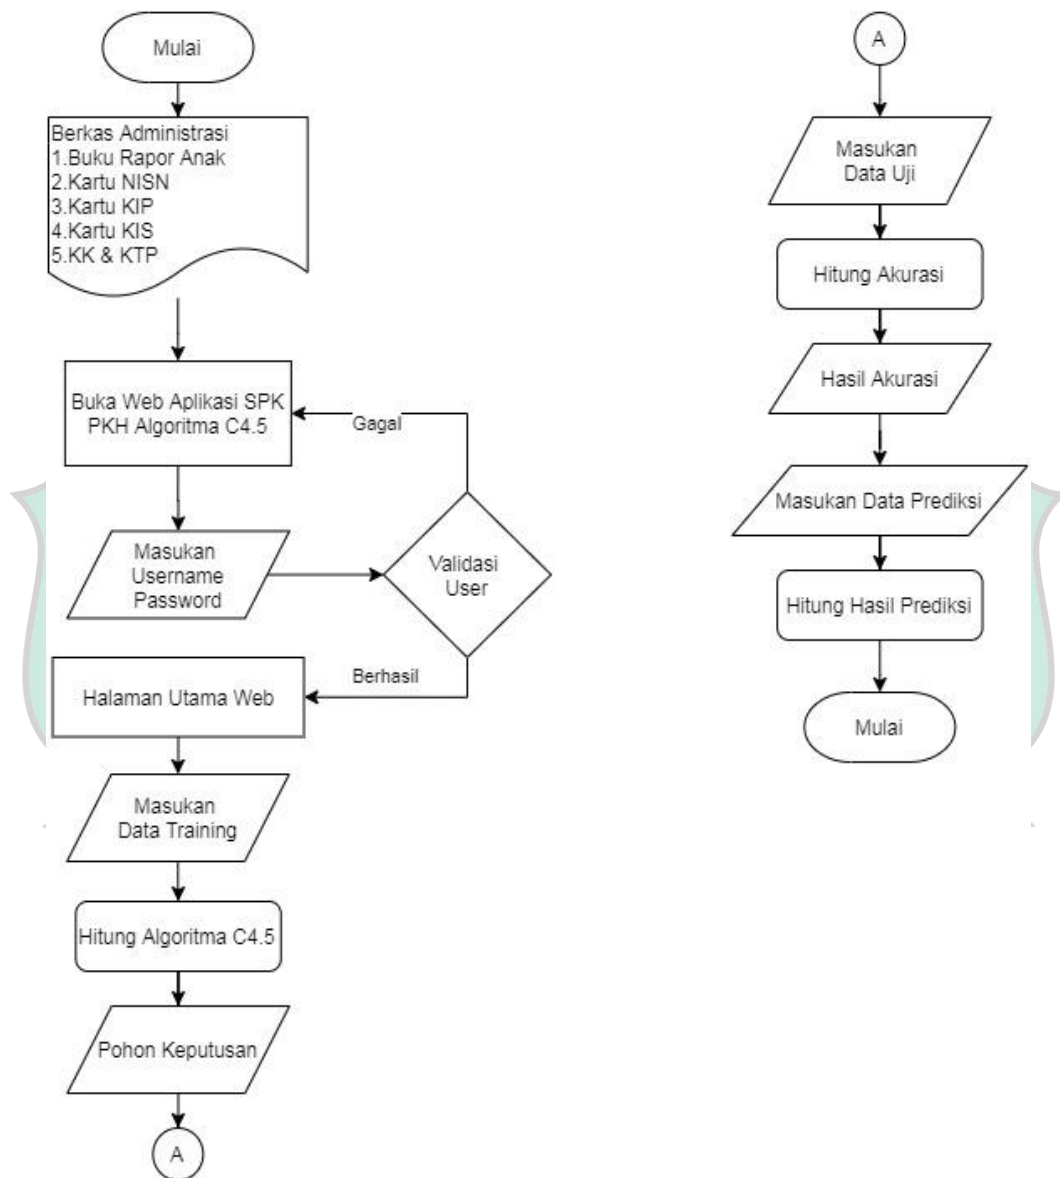 Mulai
Berkas Administrasi
1.Buku Rapor Anak
2.Kartu NISN
3.Kartu KIP
4.Kartu KIS
5.KK & KTP
Buka Web Aplikasi SPK
PKH Algoritma C4.5
Gagal
Masukan
Username
Password
Validasi
User
Berhasil
Halaman Utama Web
Masukan
Data Training
Hitung Algoritma C4.5
Pohon Keputusan
A
A
Masukan
Data Uji
Hitung Akurasi
Hasil Akurasi
Masukan Data Prediksi
Hitung Hasil Prediksi
Mulai